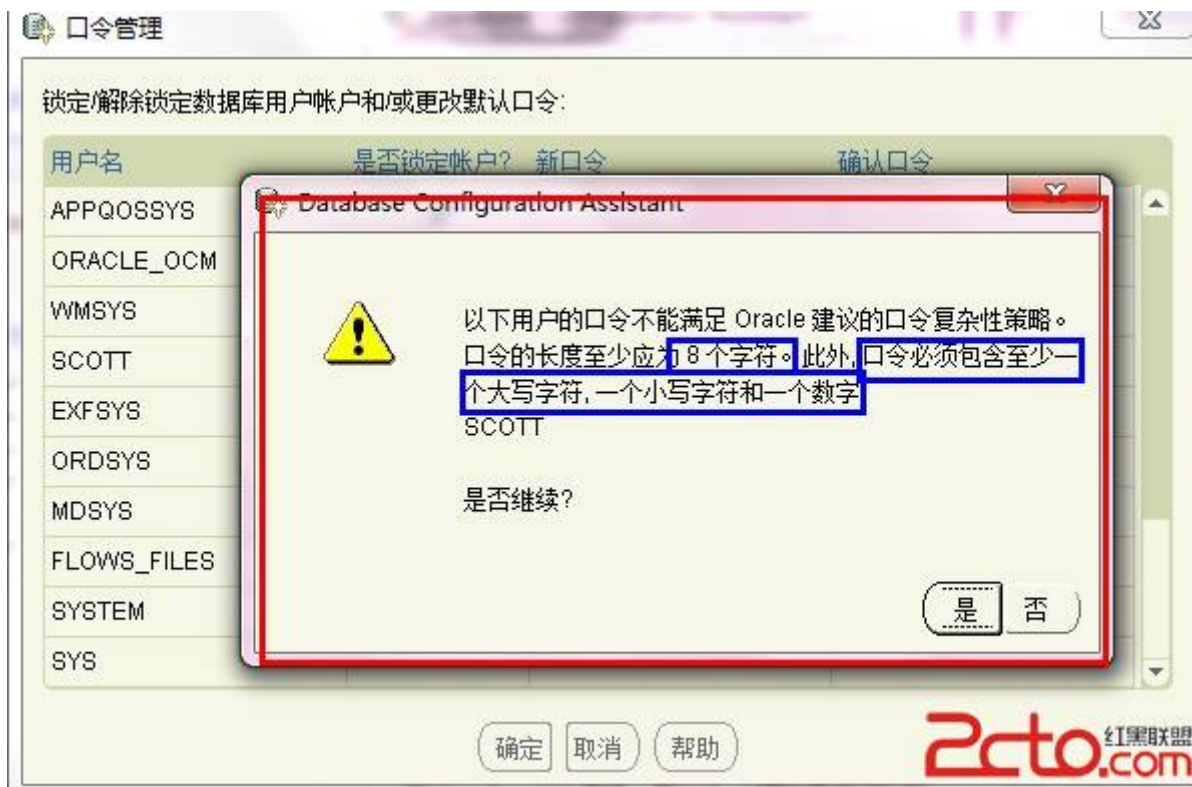 口令管理
锁定/解除锁定数据库用户帐户和/或更改默认口令:
用户名 是否锁定帐户? 新口令 确认口令
APPQOSSYS
Database Configuration Assistant
ORACLE_OCM
WMSYS
以下用户的口令不能满足 Oracle 建议的口令复杂性策略。
SCOTT
口令的长度至少应为 8 个字符。此外, 口令必须包含至少一
个大写字符, 一个小写字符和一个数字
EXFSYS
SCOTT
ORDSYS
MDSYS
是否继续?
FLOWS_FILES
SYSTEM
是 否
SYS
确定 取消 帮助
2cto.com
红黑联盟